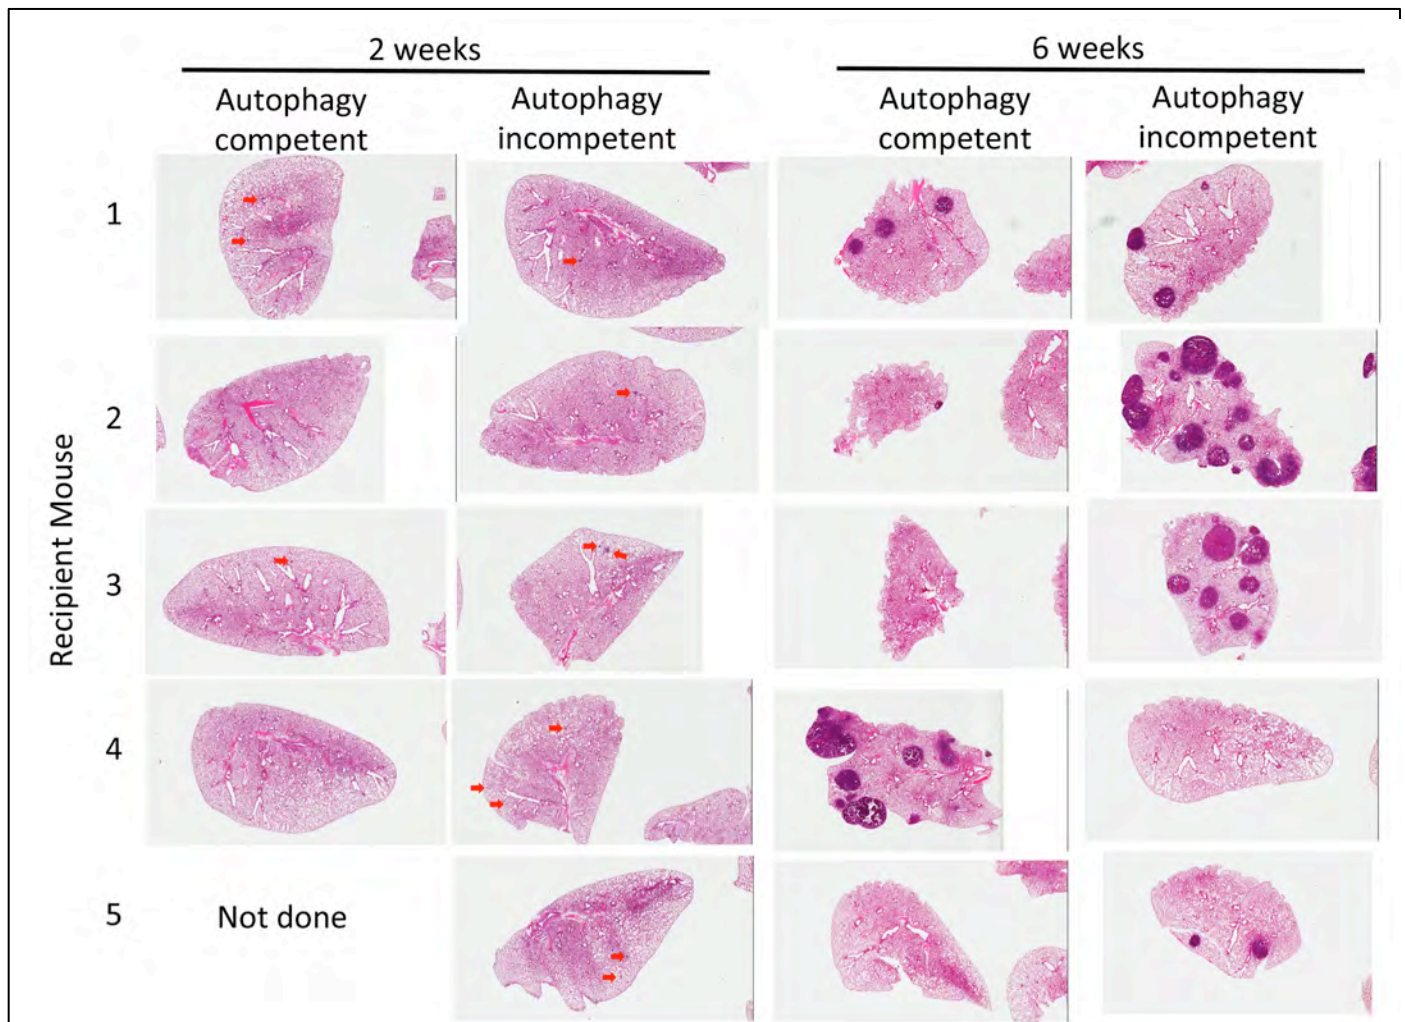 2 weeks
6 weeks
Autophagy
competent
Autophagy
incompetent
Autophagy
competent
Autophagy
incompetent
Recipient Mouse
1
2
3
4
5
Not done